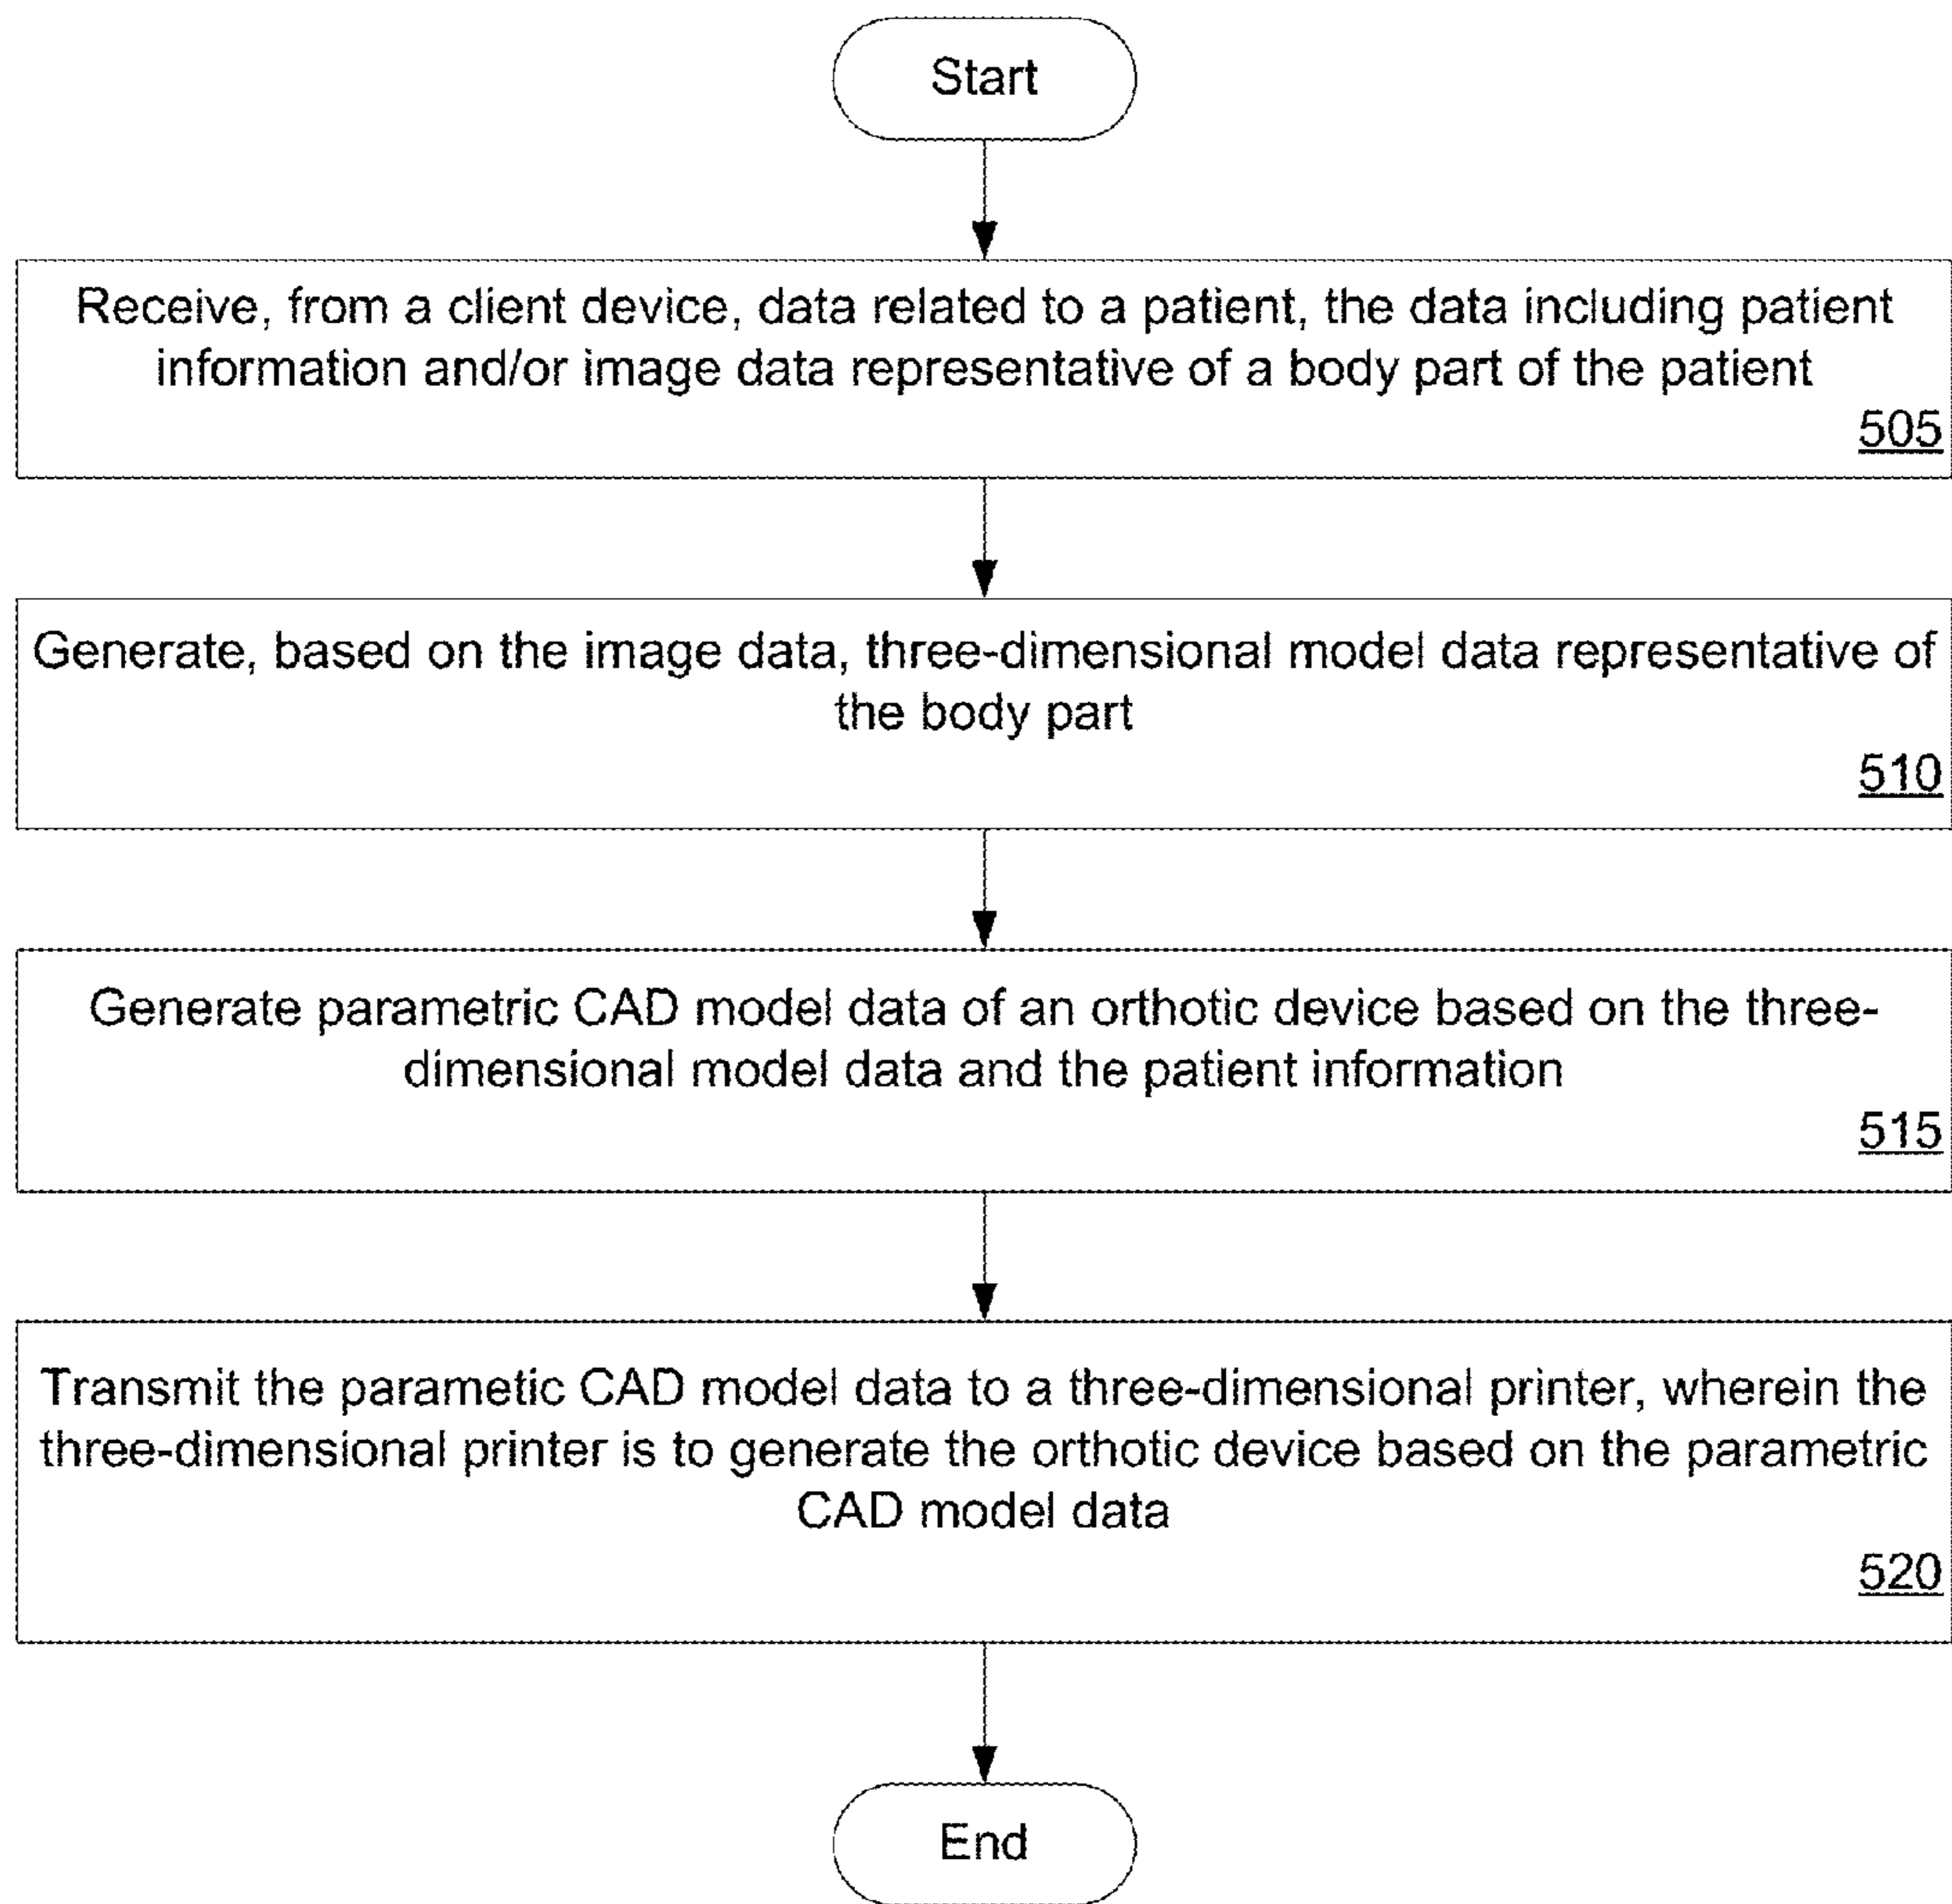 Start
Receive, from a client device, data related to a patient, the data including patient
information and/or image data representative of a body part of the patient
505
Generate, based on the image data, three-dimensional model data representative of
the body part
510
Generate parametric CAD model data of an orthotic device based on the three-
dimensional model data and the patient information
515
Transmit the parametic CAD model data to a three-dimensional printer, wherein the
three-dimensional printer is to generate the orthotic device based on the parametric
CAD model data
520
End